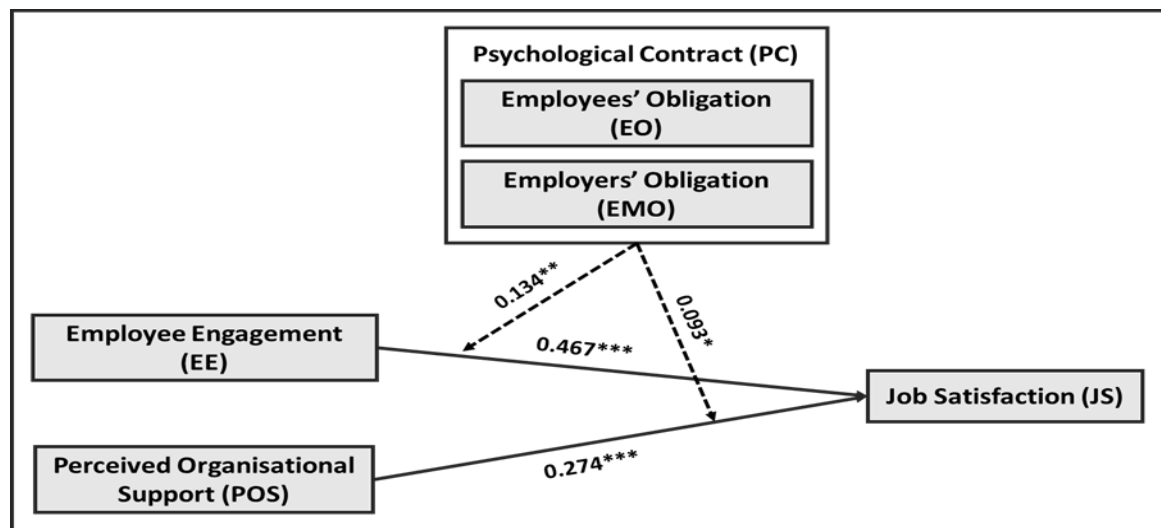 Psychological Contract (PC)
Employees’ Obligation
(EO)
Employers’ Obligation
(EMO)
0.134**
0.093*
Employee Engagement
(EE)
0.467***
Job Satisfaction (JS)
Perceived Organisational
Support (POS)
0.274***